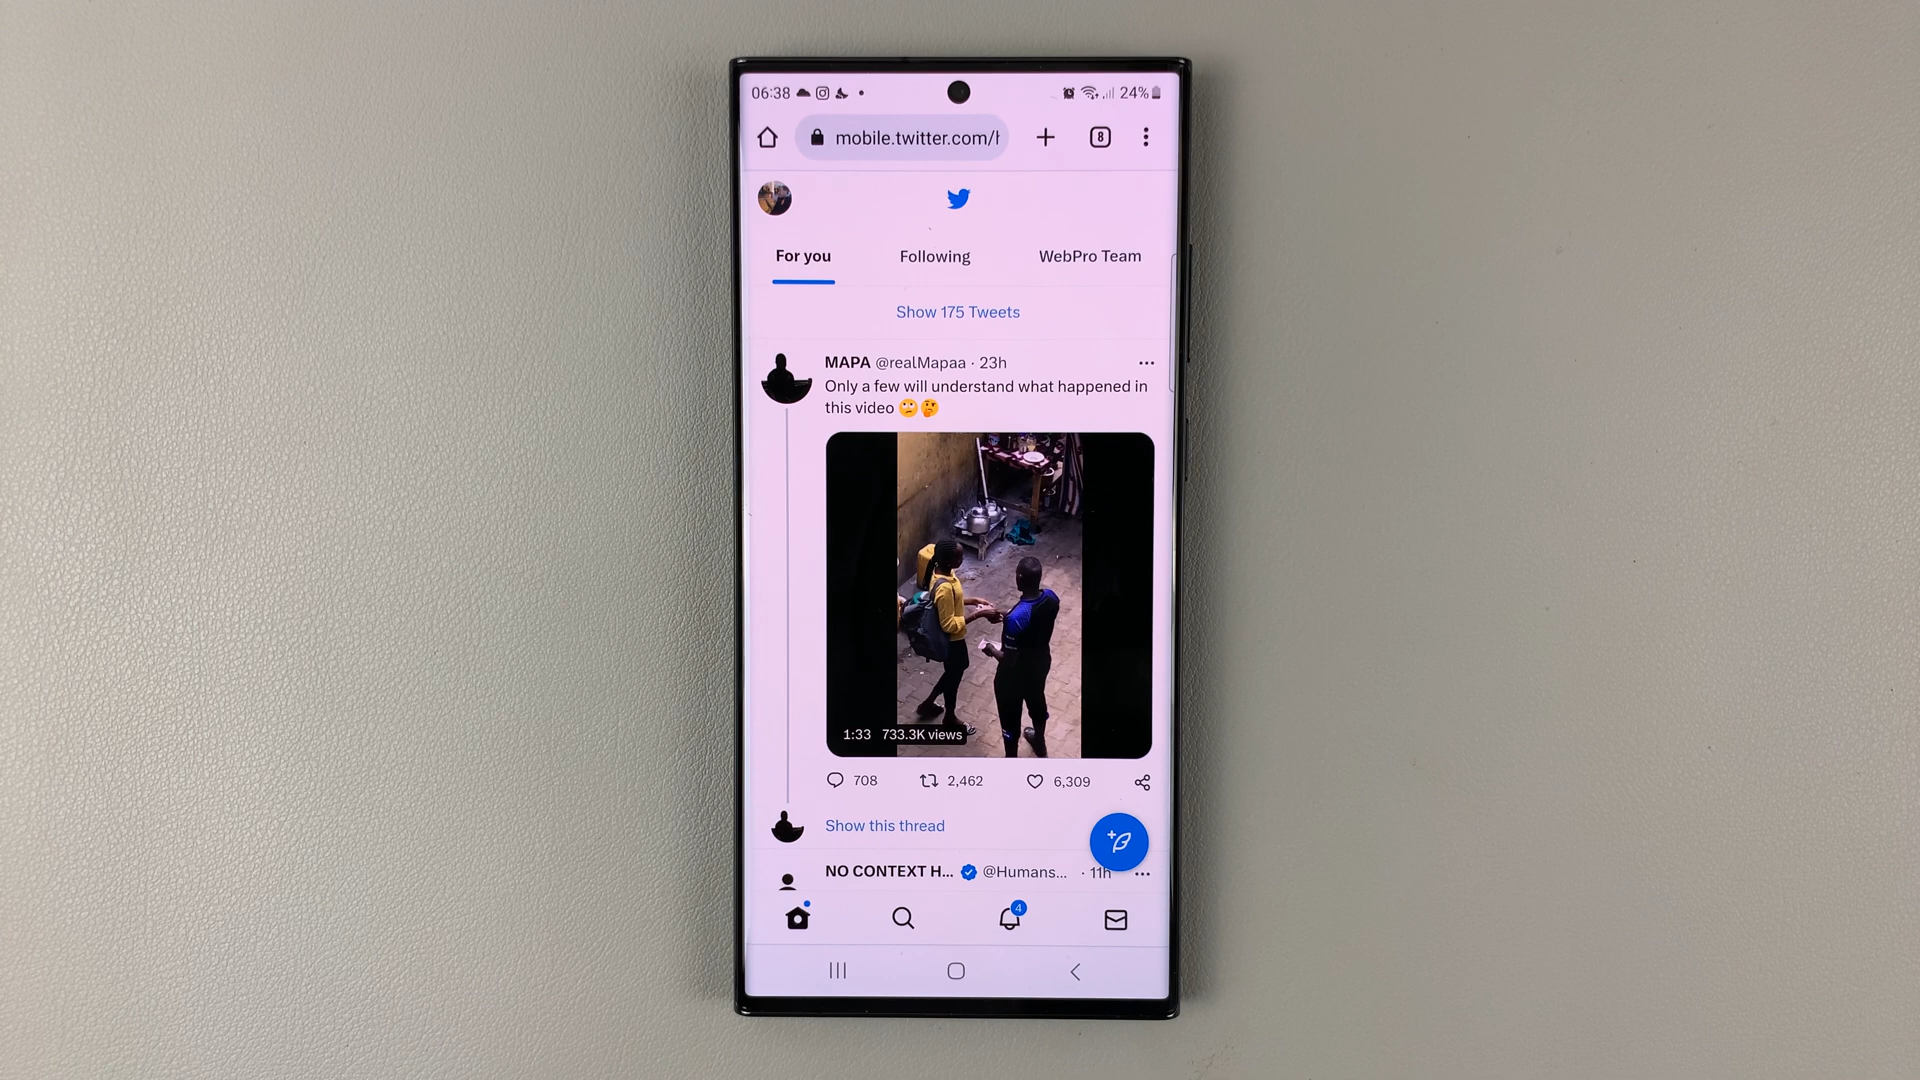 06:38
24%
mobile.twitter.com/h
8
For you
Following
WebPro Team
Show 175 Tweets
MAPA @realMapaa · 23h
Only a few will understand what happened in
this video 🙄🤔
1:33 733.3K views
708
2,462
6,309
Show this thread
NO CONTEXT H... @Humans... · 11h
4